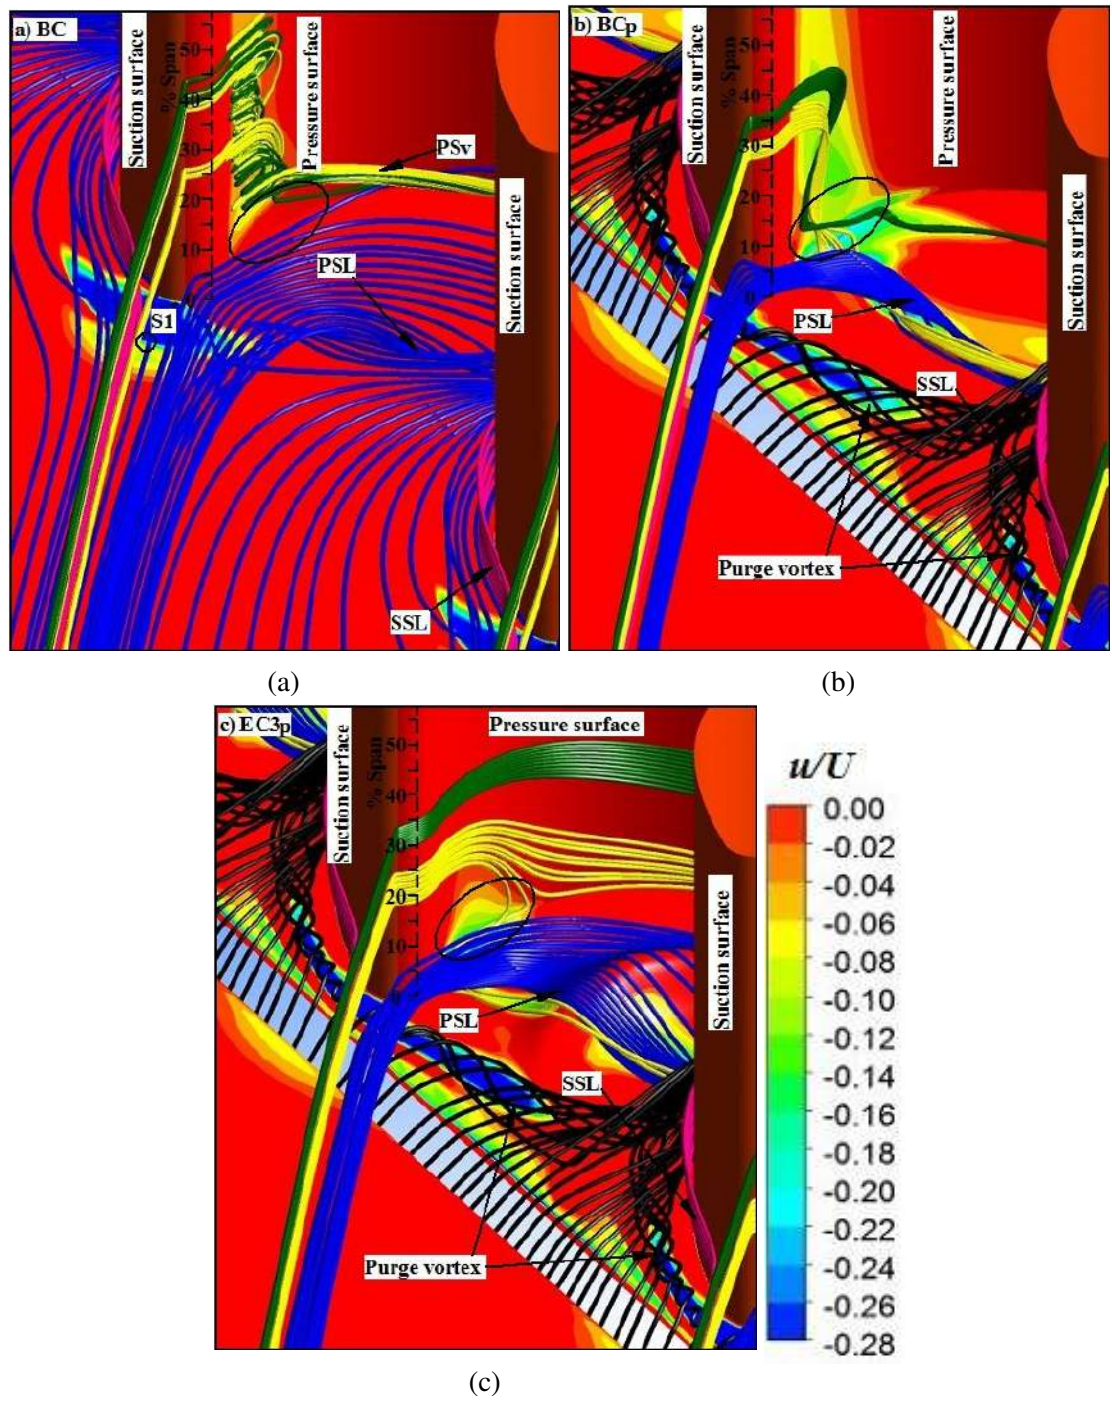 a) BC
Suction surface
% Span
50
40
30
20
10
0
Pressure surface
PSv
PSL
S1
Suction surface
SSL
(a)
b) BCp
Suction surface
% Span
50
40
30
20
10
0
Pressure surface
PSL
SSL
Suction surface
Purge vortex
(b)
c) EC3p
Pressure surface
Suction surface
% Span
50
40
30
20
10
0
PSL
SSL
Suction surface
Purge vortex
(c)
u/U
0.00
-0.02
-0.04
-0.06
-0.08
-0.10
-0.12
-0.14
-0.16
-0.18
-0.20
-0.22
-0.24
-0.26
-0.28